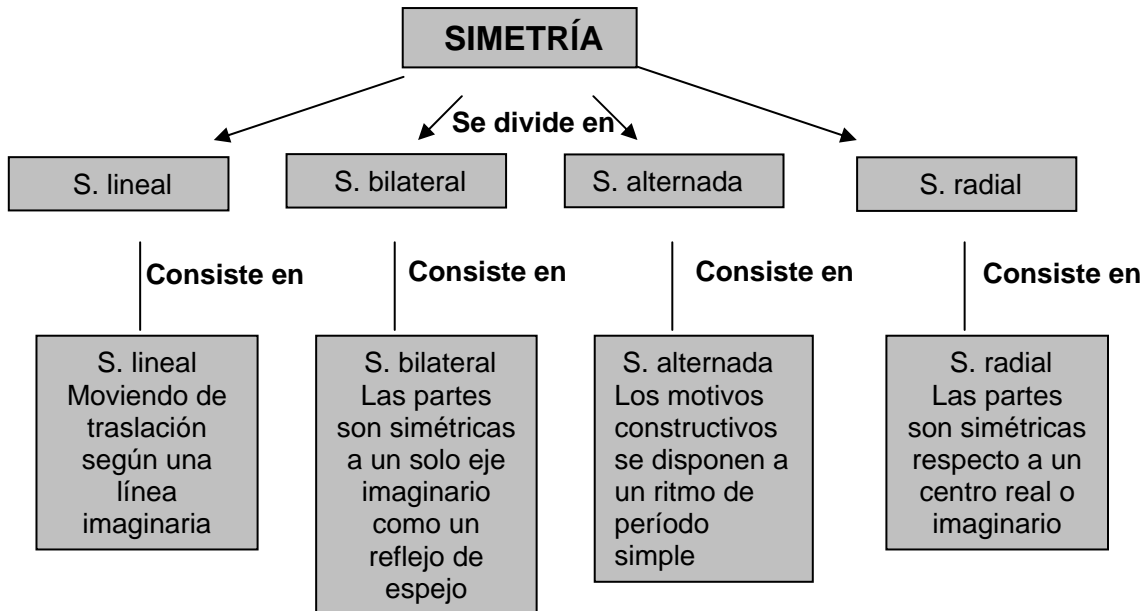 SIMETRÍA
Se divide en
S. lineal
S. bilateral
S. alternada
S. radial
Consiste en
Consiste en
Consiste en
Consiste en
S. lineal
Moviendo de
traslación
según una
línea
imaginaria
S. bilateral
Las partes
son simétricas
a un solo eje
imaginario
como un
reflejo de
espejo
S. alternada
Los motivos
constructivos
se disponen a
un ritmo de
período
simple
S. radial
Las partes
son simétricas
respecto a un
centro real o
imaginario